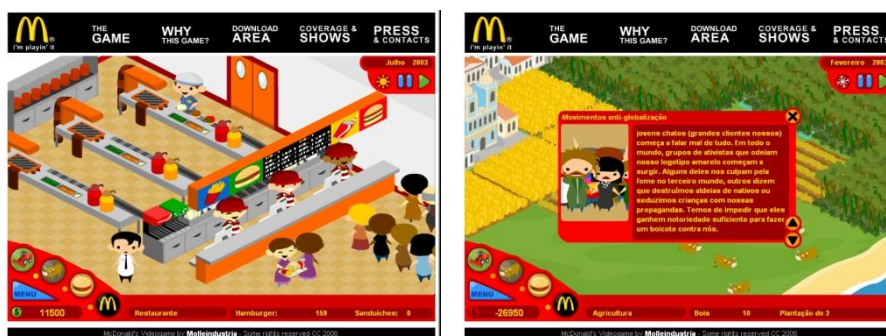 i'm playin' it
THE GAME
WHY THIS GAME?
DOWNLOAD AREA
COVERAGE & SHOWS
PRESS & CONTACTS
Julho 2003
MENU
11500
Restaurante
Hamburger: 159
Sanduíches: 0
McDonald's Videogame by Molleindustria - Some rights reserved CC 2006
i'm playin' it
THE GAME
WHY THIS GAME?
DOWNLOAD AREA
COVERAGE & SHOWS
PRESS & CONTACTS
Fevereiro 2003
Movimentos anti-globalização
jovens chatos (grandes clientes nossos)
começa a falar mal de tudo. Em todo o
mundo, grupos de ativistas que odeiam
nosso logotipo amarelo começam a
surgir. Alguns deles nos culpam pela
fome no terceiro mundo, outros dizem
que destruímos aldeias de nativos ou
seduzimos crianças com nossas
propagandas. Temos de impedir que eles
ganhem notoriedade suficiente para fazer
um boicote contra nós.
MENU
-26950
Agricultura
Bois 10
Plantação de 3
McDonald's Videogame by Molleindustria - Some rights reserved CC 2006